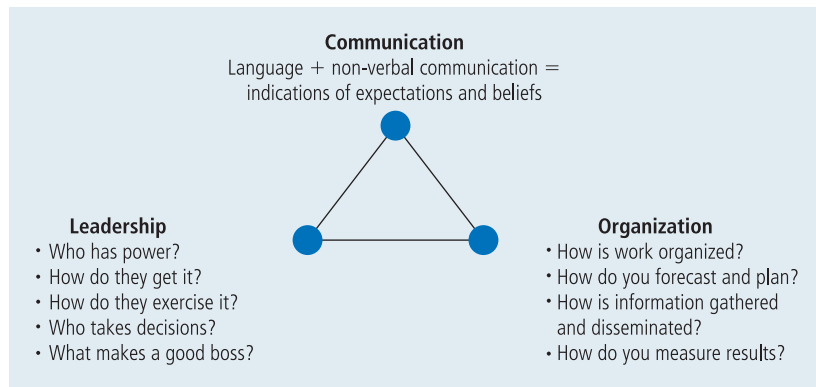 Communication
Language + non-verbal communication =
indications of expectations and beliefs
Leadership
• Who has power?
• How do they get it?
• How do they exercise it?
• Who takes decisions?
• What makes a good boss?
Organization
• How is work organized?
• How do you forecast and plan?
• How is information gathered
and disseminated?
• How do you measure results?